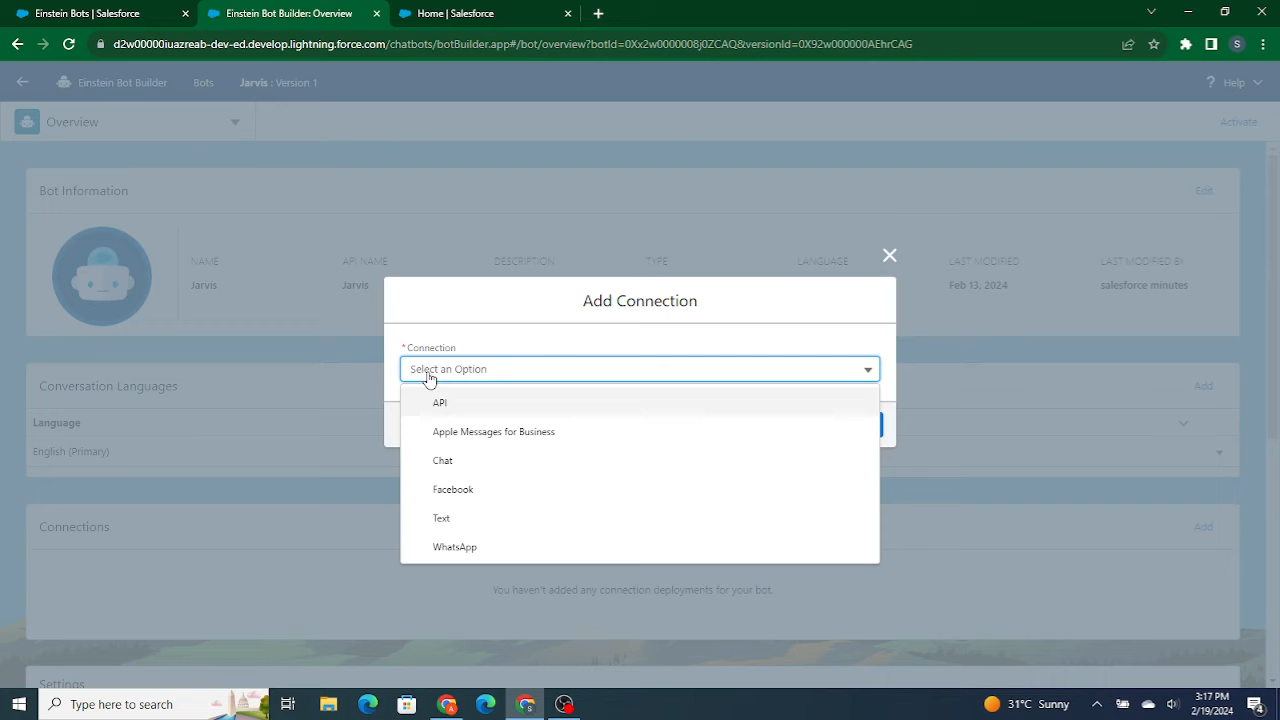 Einstein Bots | Salesforce
Einstein Bot Builder: Overview
Home | Salesforce
d2w00000iuazreab-dev-ed.develop.lightning.force.com/chatbots/botBuilder.app#/bot/overview?botId=0Xx2w0000008j0ZCAQ&versionId=0X92w000000AEhrCAG
S
Einstein Bot Builder
Bots
Jarvis : Version 1
? Help
Overview
Activate
Bot Information
Edit
NAME
API NAME
DESCRIPTION
TYPE
LANGUAGE
LAST MODIFIED
LAST MODIFIED BY
Jarvis
Jarvis
Feb 13, 2024
salesforce minutes
Add Connection
* Connection
Select an Option
API
Apple Messages for Business
Chat
Facebook
Text
WhatsApp
Conversation Languages
Add
Language
English (Primary)
Connections
Add
You haven't added any connection deployments for your bot.
Settings
Type here to search
31°C Sunny
3:17 PM
2/19/2024
4